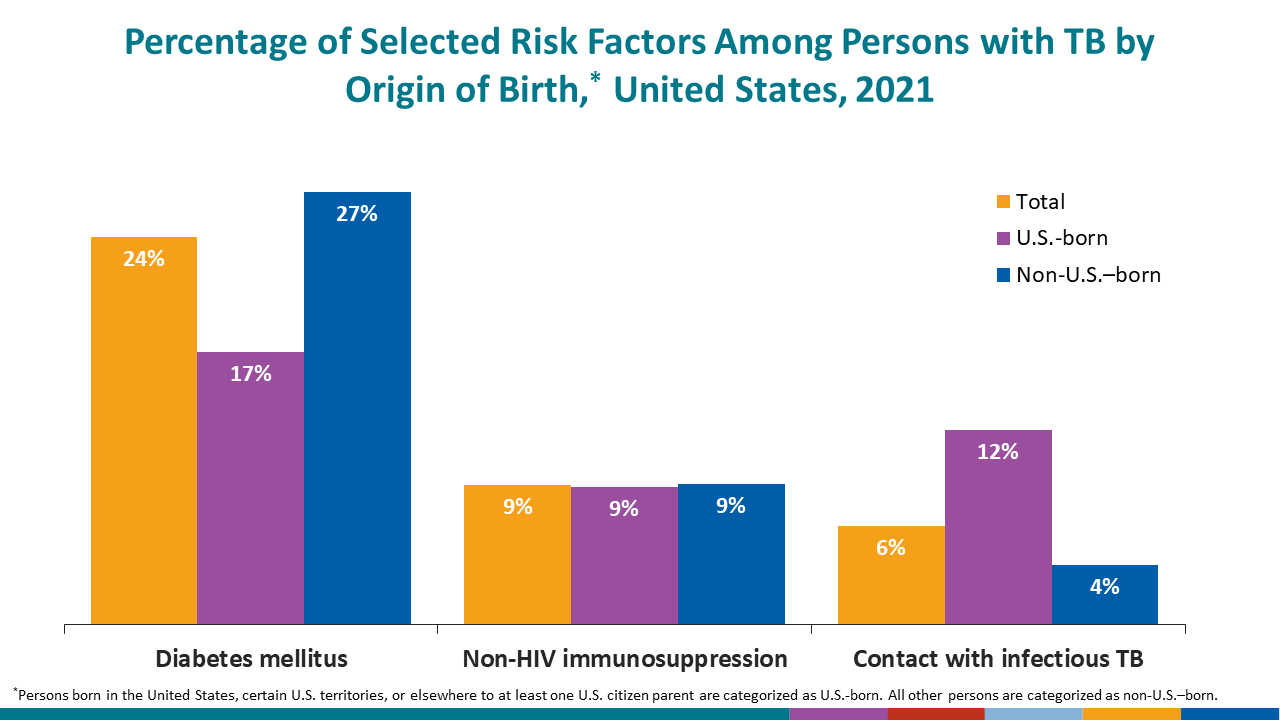 Percentage of Selected Risk Factors Among Persons with TB by
Origin of Birth,* United States, 2021
Total
U.S.-born
Non-U.S.–born
24%
17%
27%
9%
9%
9%
6%
12%
4%
Diabetes mellitus
Non-HIV immunosuppression
Contact with infectious TB
*Persons born in the United States, certain U.S. territories, or elsewhere to at least one U.S. citizen parent are categorized as U.S.-born. All other persons are categorized as non-U.S.–born.